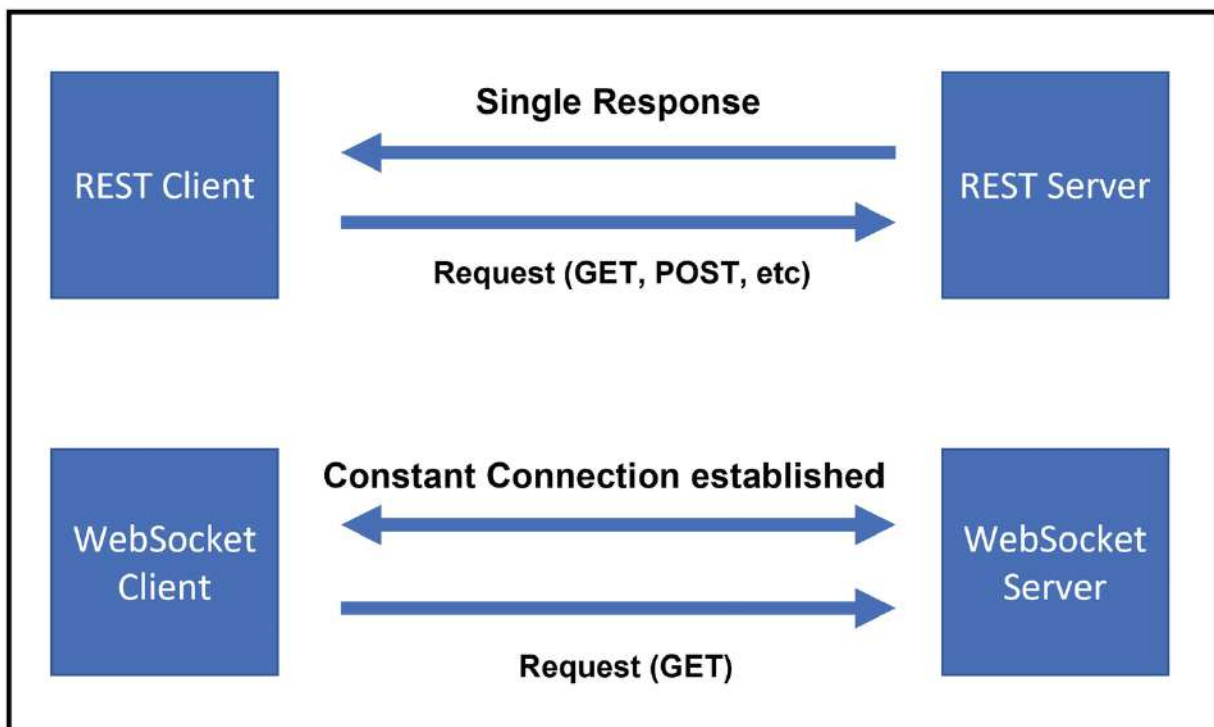 Single Response
REST Client
REST Server
Request (GET, POST, etc)
Constant Connection established
WebSocket
Client
WebSocket
Server
Request (GET)